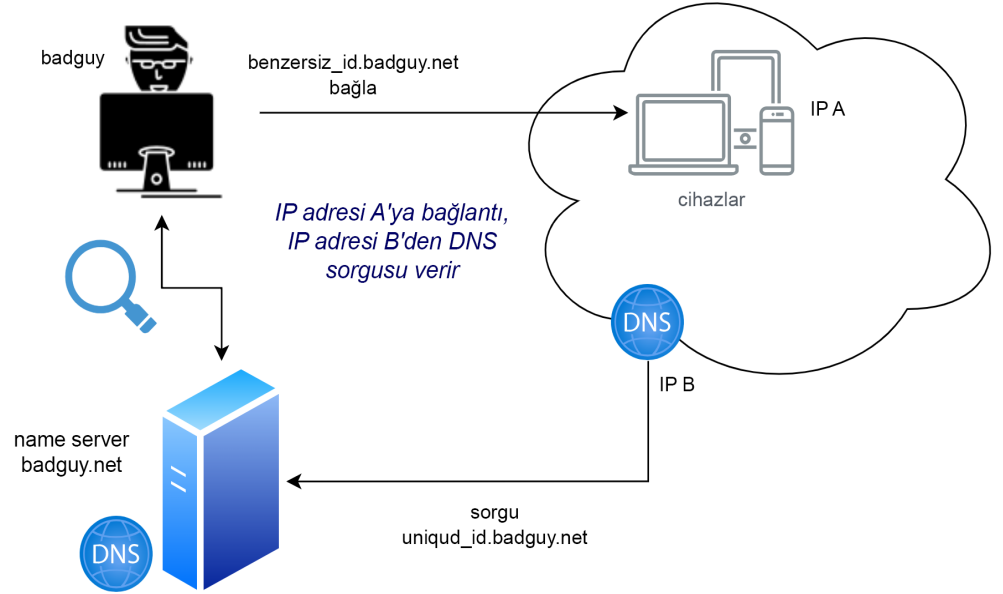 badguy
benzersiz_id.badguy.net
bağla
IP A
cihazlar
IP adresi A'ya bağlantı,
IP adresi B'den DNS
sorgusu verir
DNS
IP B
name server
badguy.net
sorgu
uniqud_id.badguy.net
DNS